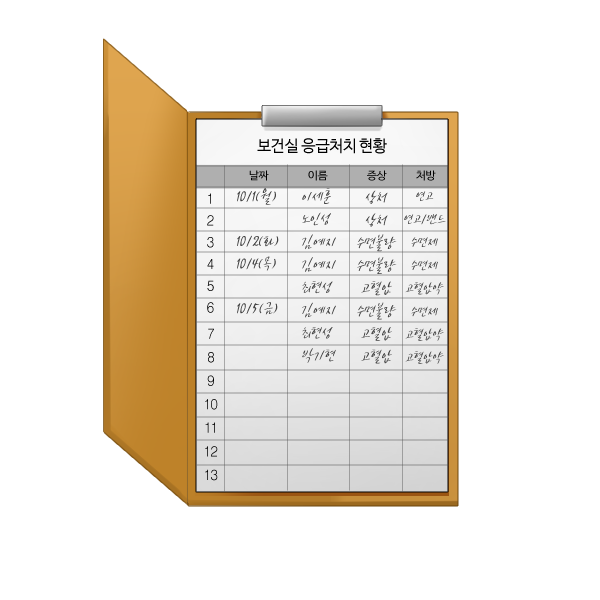 보건실 응급처치 현황
날짜 이름 증상 처방
1 10/1(월) 이세훈 상처 연고
2 노인성 상처 연고/밴드
3 10/2(화) 김예지 수면불량 수면제
4 10/4(목) 김예지 수면불량 수면제
5 최현성 고혈압 고혈압약
6 10/5(금) 김예지 수면불량 수면제
7 최현성 고혈압 고혈압약
8 박기현 고혈압 고혈압약
9
10
11
12
13